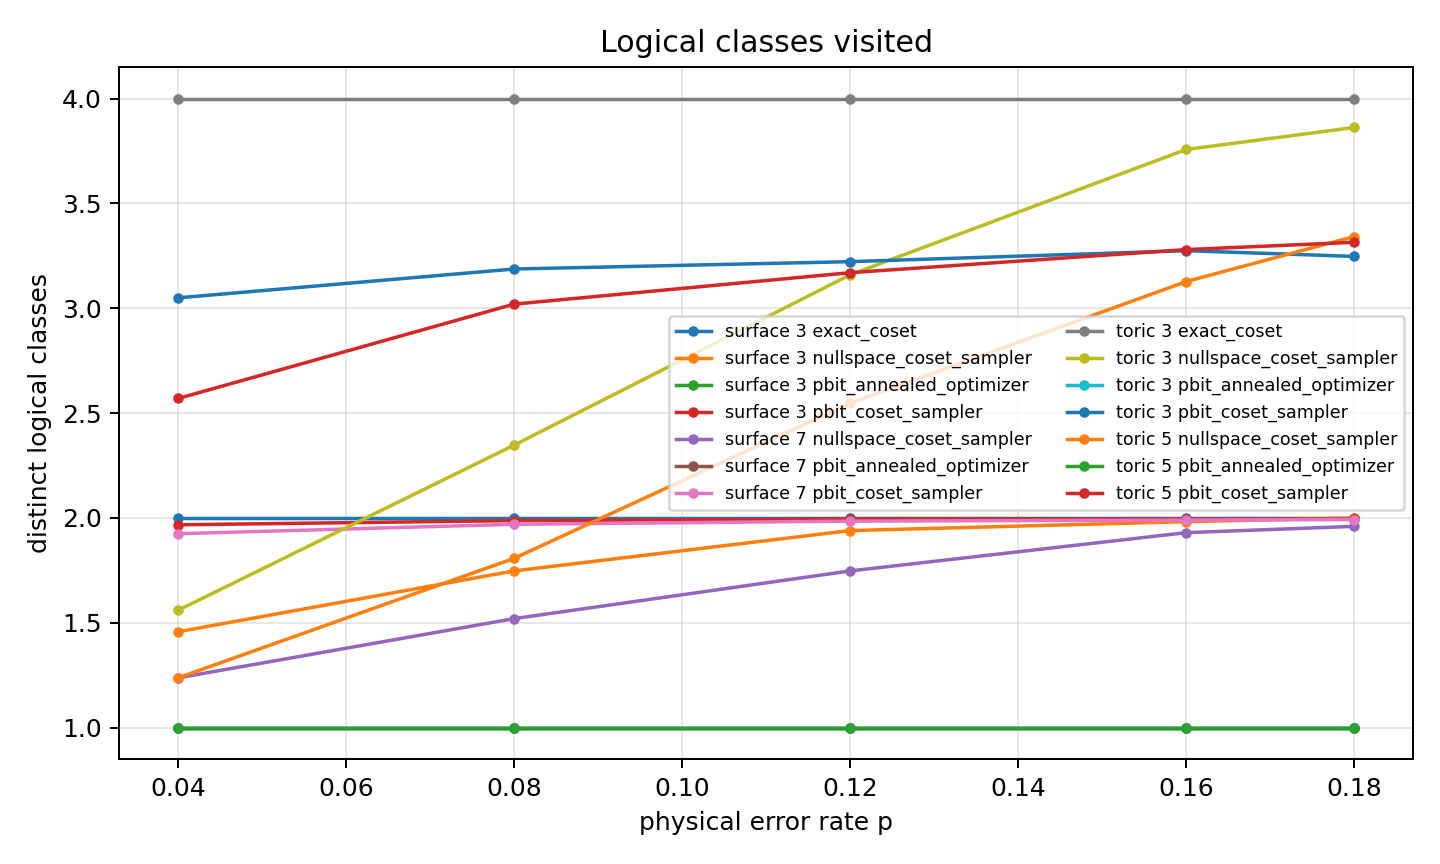 Logical classes visited
distinct logical classes
4.0
3.5
3.0
2.5
2.0
1.5
1.0
surface 3 exact_coset
surface 3 nullspace_coset_sampler
surface 3 pbit_annealed_optimizer
surface 3 pbit_coset_sampler
surface 7 nullspace_coset_sampler
surface 7 pbit_annealed_optimizer
surface 7 pbit_coset_sampler
toric 3 exact_coset
toric 3 nullspace_coset_sampler
toric 3 pbit_annealed_optimizer
toric 3 pbit_coset_sampler
toric 5 nullspace_coset_sampler
toric 5 pbit_annealed_optimizer
toric 5 pbit_coset_sampler
0.04 0.06 0.08 0.10 0.12 0.14 0.16 0.18
physical error rate p